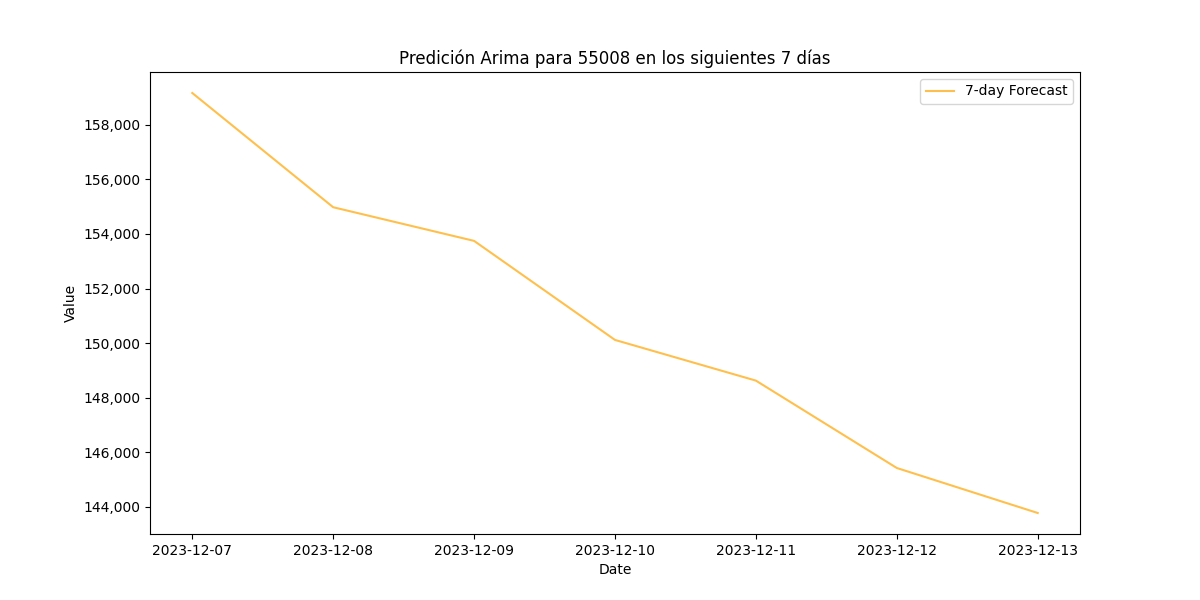 Predición Arima para 55008 en los siguientes 7 días
7-day Forecast
158,000
156,000
154,000
152,000
150,000
148,000
146,000
144,000
Value
2023-12-07 2023-12-08 2023-12-09 2023-12-10 2023-12-11 2023-12-12 2023-12-13
Date